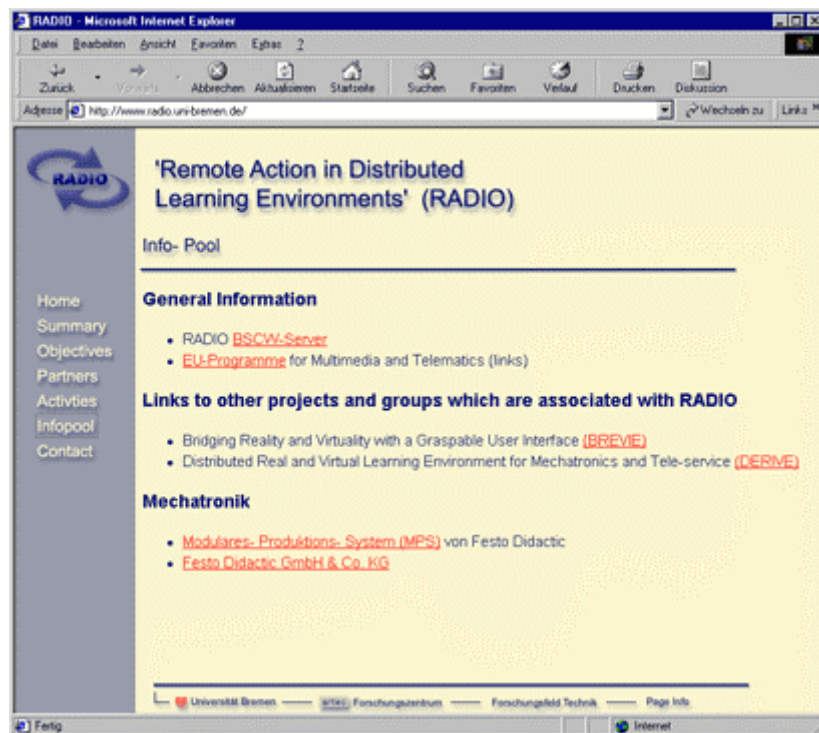 RADIO - Microsoft Internet Explorer
Datei Bearbeiten Ansicht Favoriten Extras ?
Zurück Vorwärts Abbrechen Aktualisieren Startseite Suchen Favoriten Verlauf Drucken Diskussion
Adresse http://www.radio.uni-bremen.de/ Wechseln zu Links »
RADIO
'Remote Action in Distributed
Learning Environments' (RADIO)
Info- Pool
Home
Summary
Objectives
Partners
Activties
Infopool
Contact
General Information
• RADIO BSCW-Server
• EU-Programme for Multimedia and Telematics (links)
Links to other projects and groups which are associated with RADIO
• Bridging Reality and Virtuality with a Graspable User Interface (BREVIE)
• Distributed Real and Virtual Learning Environment for Mechatronics and Tele-service (DERIVE)
Mechatronik
• Modulares- Produktions- System (MPS) von Festo Didactic
• Festo Didactic GmbH & Co. KG
Universität Bremen artec Forschungszentrum Forschungsfeld Technik Page Info
Fertig Internet